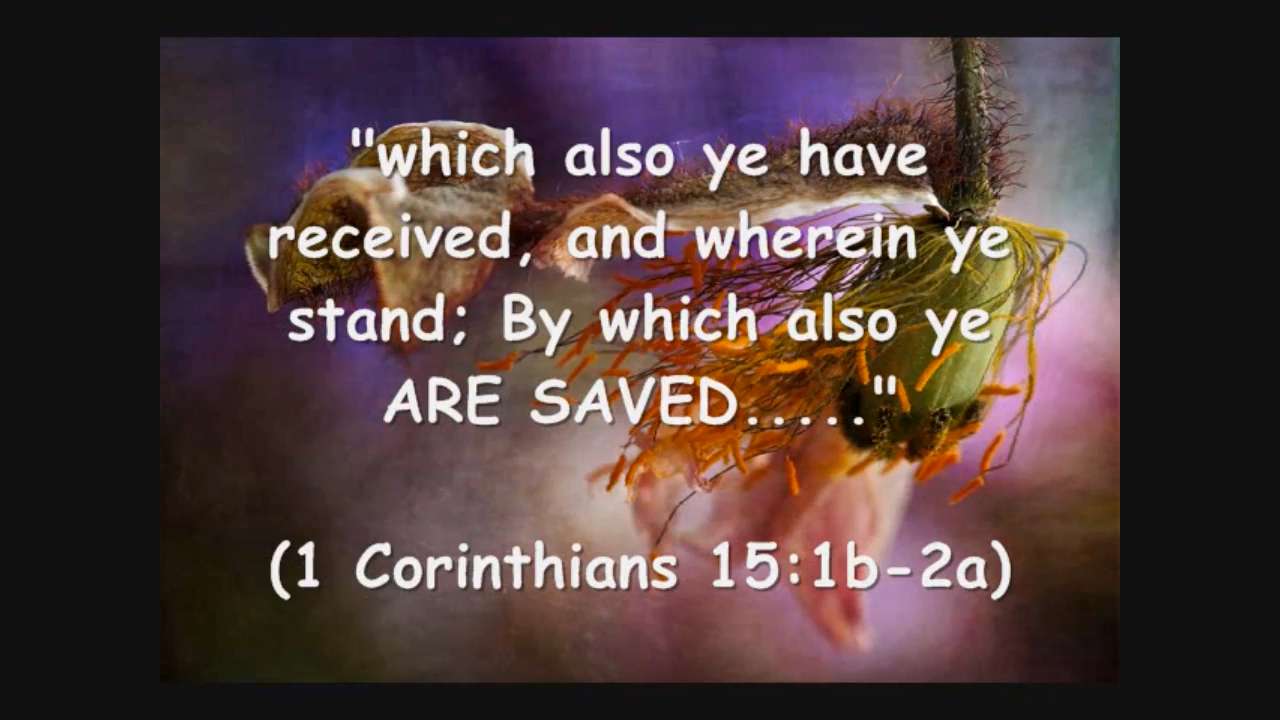 "which also ye have
received, and wherein ye
stand; By which also ye
ARE SAVED....."
(1 Corinthians 15:1b-2a)